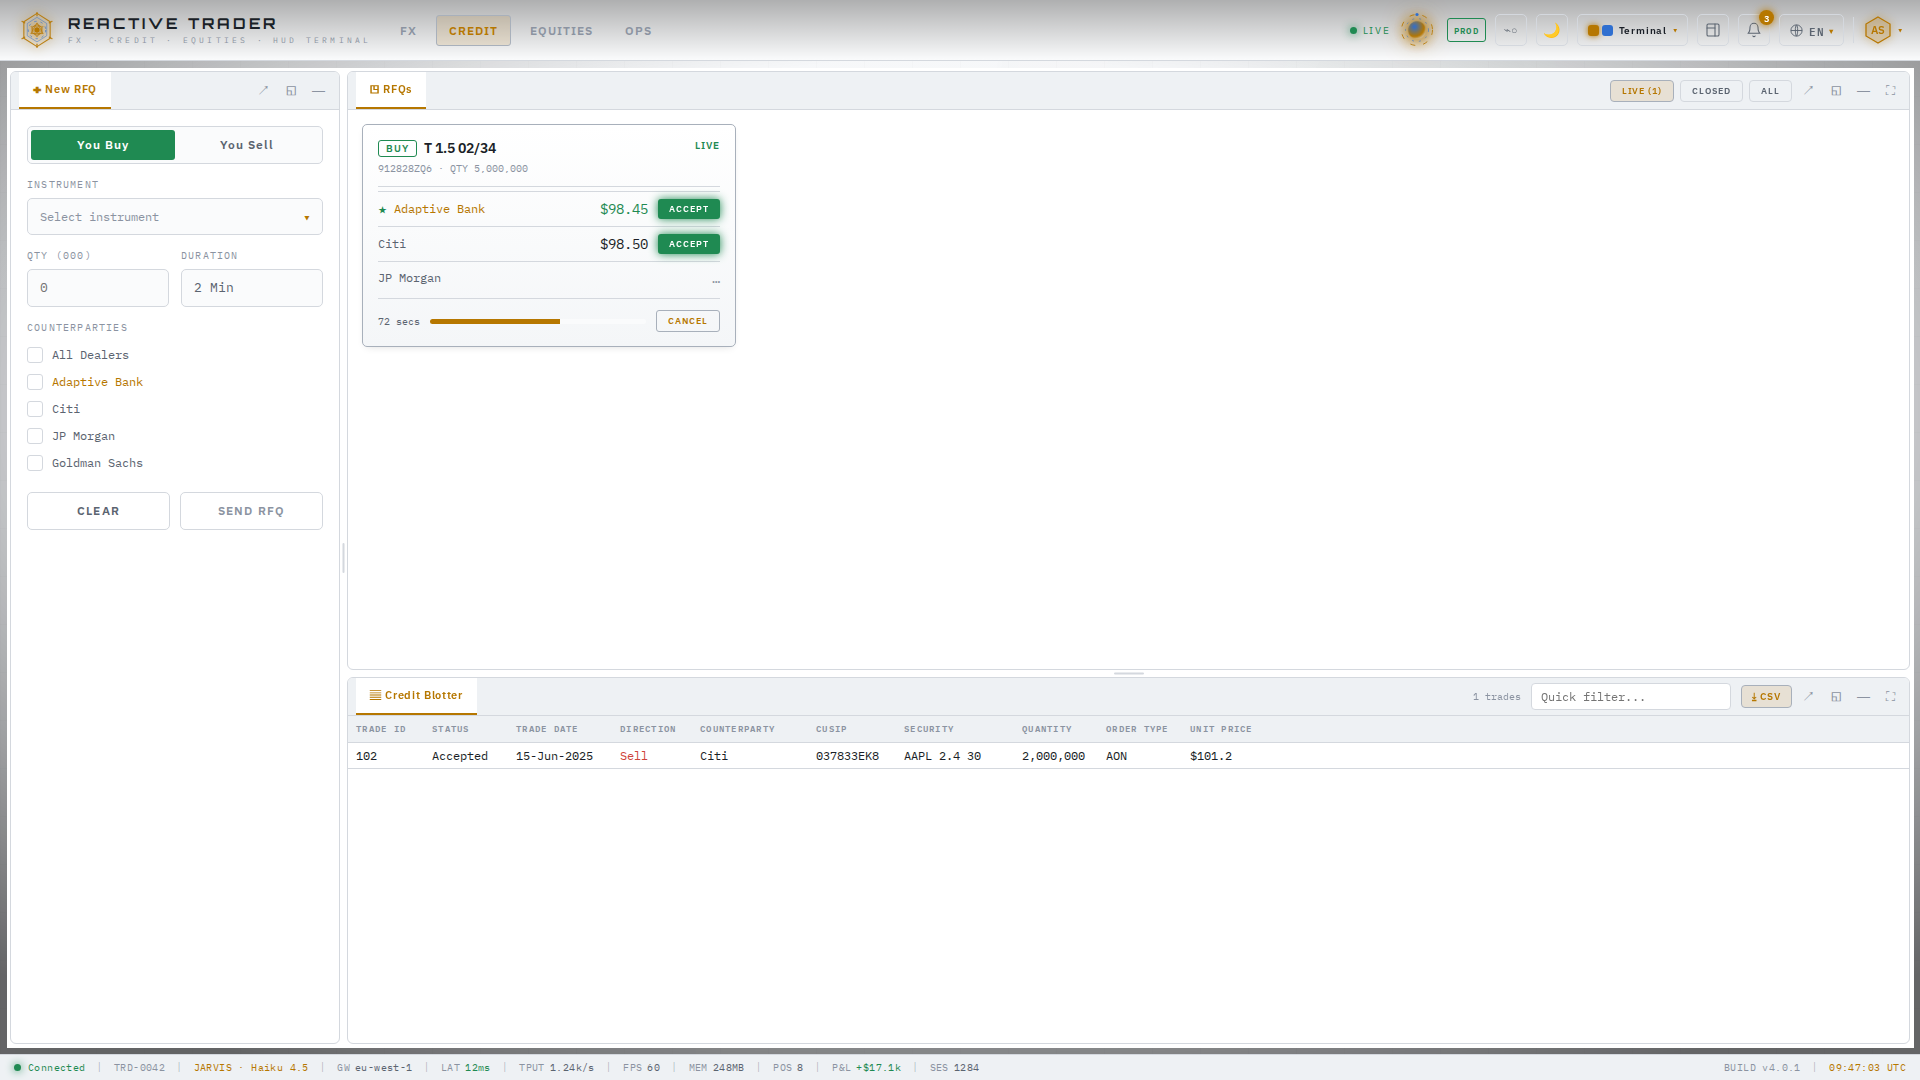 REACTIVE TRADER
FX · CREDIT · EQUITIES · HUD TERMINAL
FX
CREDIT
EQUITIES
OPS
LIVE
PROD
Terminal
3
EN
AS
New RFQ
You Buy
You Sell
INSTRUMENT
Select instrument
QTY (000)
DURATION
0
2 Min
COUNTERPARTIES
All Dealers
Adaptive Bank
Citi
JP Morgan
Goldman Sachs
CLEAR
SEND RFQ
RFQs
LIVE (1)
CLOSED
ALL
BUY T 1.5 02/34
LIVE
912828ZQ6 · QTY 5,000,000
★ Adaptive Bank $98.45 ACCEPT
Citi $98.50 ACCEPT
JP Morgan …
72 secs
CANCEL
Credit Blotter
1 trades
Quick filter...
CSV
TRADE ID STATUS TRADE DATE DIRECTION COUNTERPARTY CUSIP SECURITY QUANTITY ORDER TYPE UNIT PRICE
102 Accepted 15-Jun-2025 Sell Citi 037833EK8 AAPL 2.4 30 2,000,000 AON $101.2
Connected | TRD-0042 | JARVIS · Haiku 4.5 | GW eu-west-1 | LAT 12ms | TPUT 1.24k/s | FPS 60 | MEM 248MB | POS 8 | P&L +$17.1k | SES 1284
BUILD v4.0.1 | 09:47:03 UTC